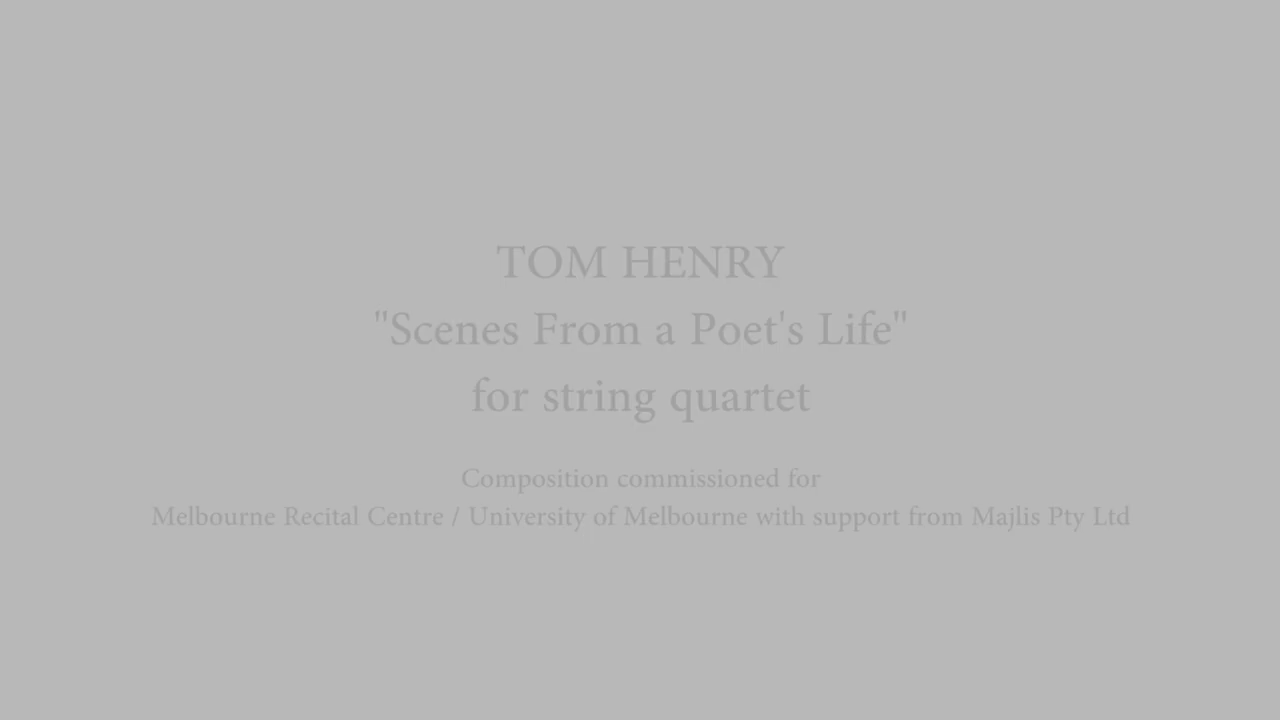 TOM HENRY
"Scenes From a Poet's Life"
for string quartet
Composition commissioned for
Melbourne Recital Centre / University of Melbourne with support from Majlis Pty Ltd